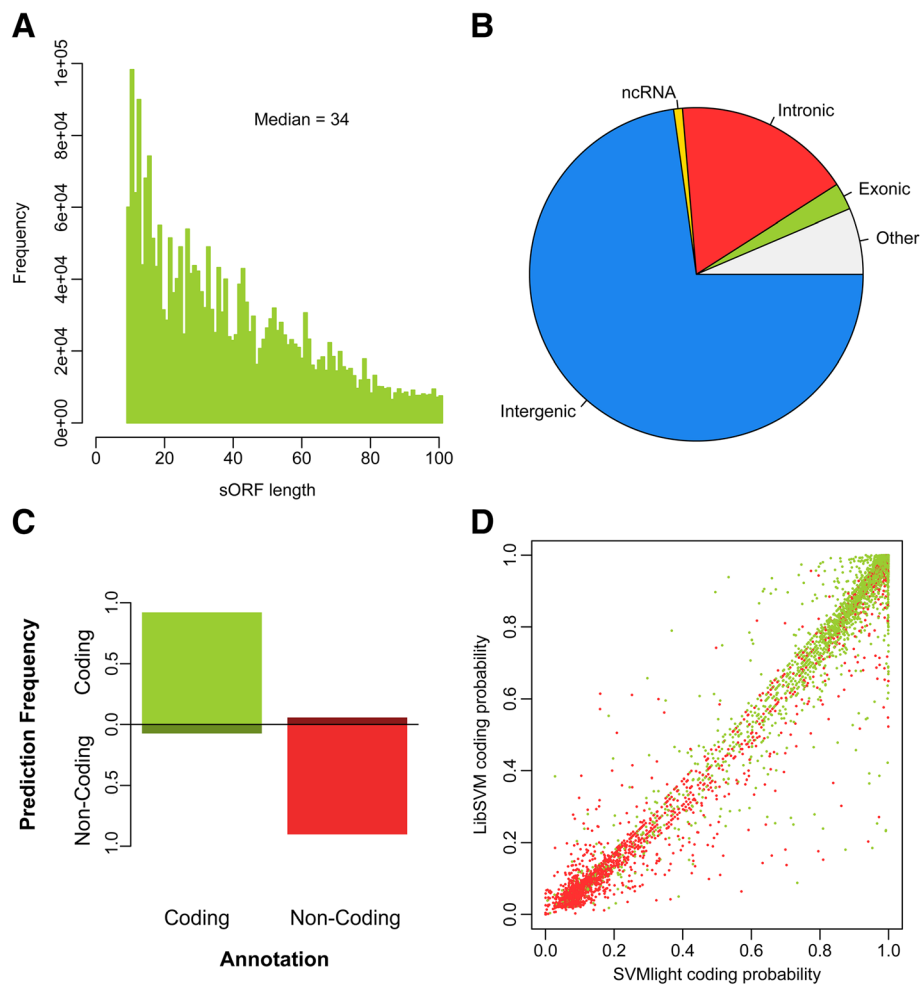 A
1e+05
8e+04
6e+04
4e+04
2e+04
0e+00
Frequency
Median = 34
0 20 40 60 80 100
sORF length
B
ncRNA
Intronic
Exonic
Other
Intergenic
C
Prediction Frequency
Non-Coding Coding
1.0
0.5
0.0
0.5
1.0
Coding Non-Coding
Annotation
D
LibSVM coding probability
1.0
0.8
0.6
0.4
0.2
0.0
0.0 0.2 0.4 0.6 0.8 1.0
SVMlight coding probability